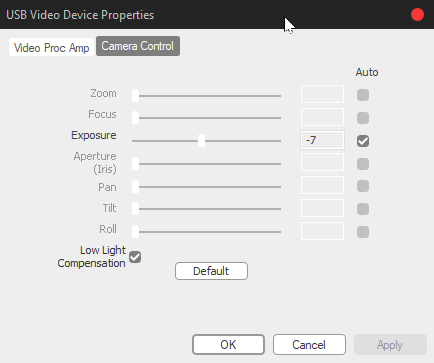 USB Video Device Properties
Video Proc Amp
Camera Control
Auto
Zoom
Focus
Exposure
-7
Aperture
(Iris)
Pan
Tilt
Roll
Low Light
Compensation
Default
OK
Cancel
Apply